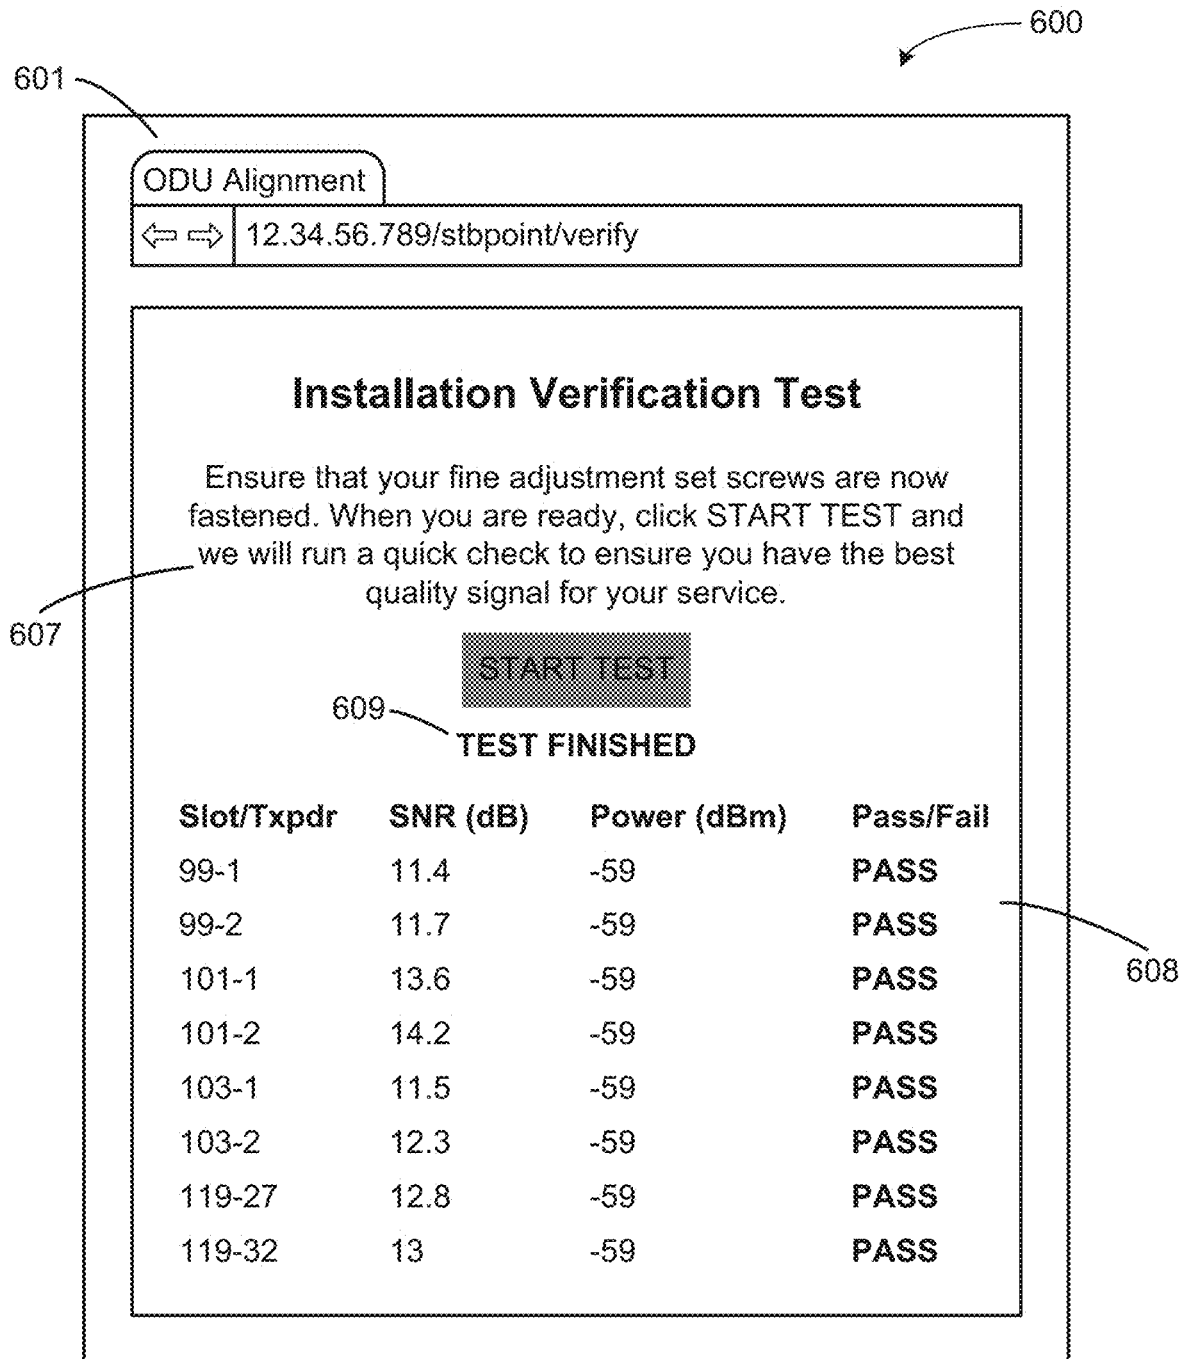 600
601
ODU Alignment
12.34.56.789/stbpoint/verify
Installation Verification Test
Ensure that your fine adjustment set screws are now
fastened. When you are ready, click START TEST and
we will run a quick check to ensure you have the best
quality signal for your service.
607
START TEST
609
TEST FINISHED
Slot/Txpdr SNR (dB) Power (dBm) Pass/Fail
99-1 11.4 -59 PASS
99-2 11.7 -59 PASS
608
101-1 13.6 -59 PASS
101-2 14.2 -59 PASS
103-1 11.5 -59 PASS
103-2 12.3 -59 PASS
119-27 12.8 -59 PASS
119-32 13 -59 PASS